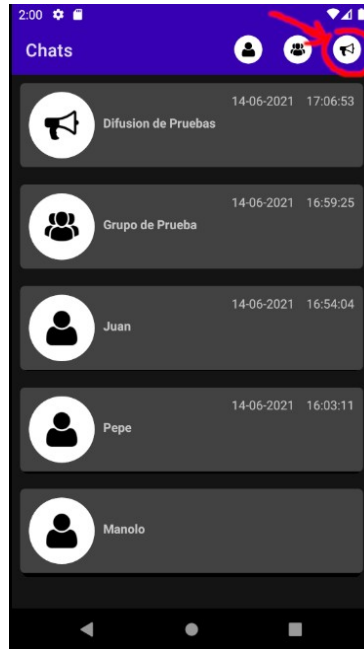 2:00
Chats
14-06-2021 17:06:53
Difusion de Pruebas
14-06-2021 16:59:25
Grupo de Prueba
14-06-2021 16:54:04
Juan
14-06-2021 16:03:11
Pepe
Manolo